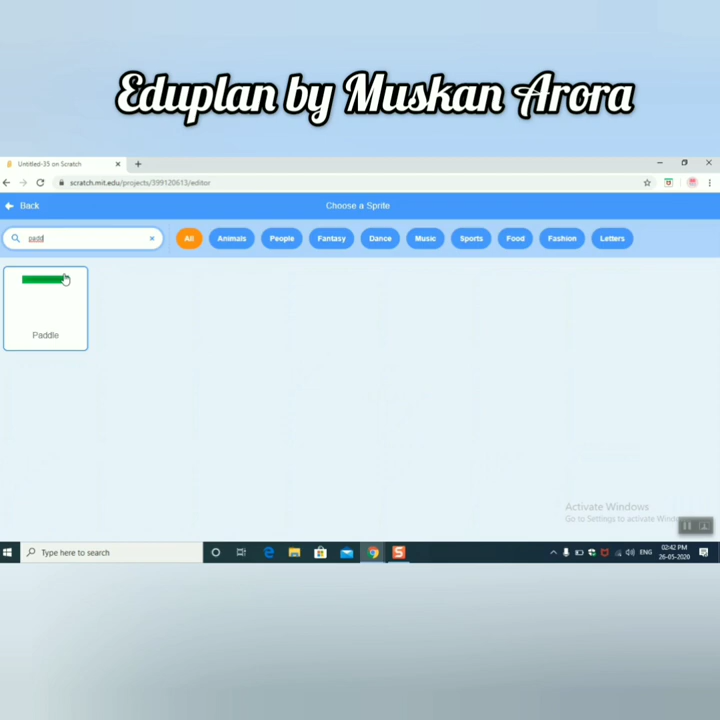 Eduplan by Muskan Arora
Untitled-35 on Scratch
scratch.mit.edu/projects/399120613/editor
Back
Choose a Sprite
padd
All
Animals
People
Fantasy
Dance
Music
Sports
Food
Fashion
Letters
Paddle
Activate Windows
Go to Settings to activate
Type here to search
ENG
02:42 PM
26-05-2020